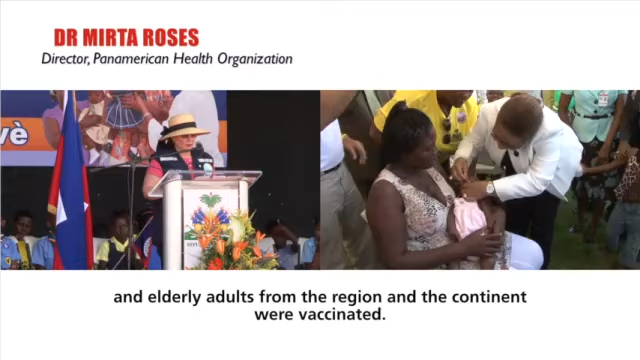 DR MIRTA ROSES
Director, Panamerican Health Organization
vè
and elderly adults from the region and the continent
were vaccinated.